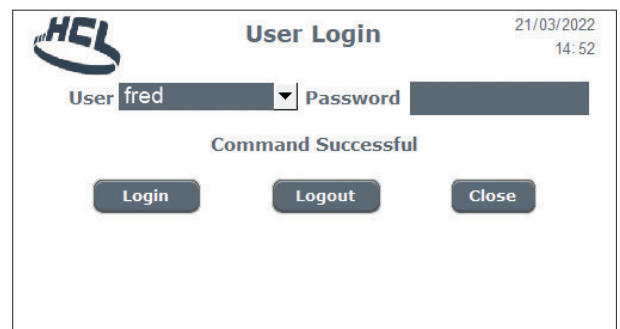 HCL
User Login
21/03/2022
14:52
User fred Password
Command Successful
Login Logout Close